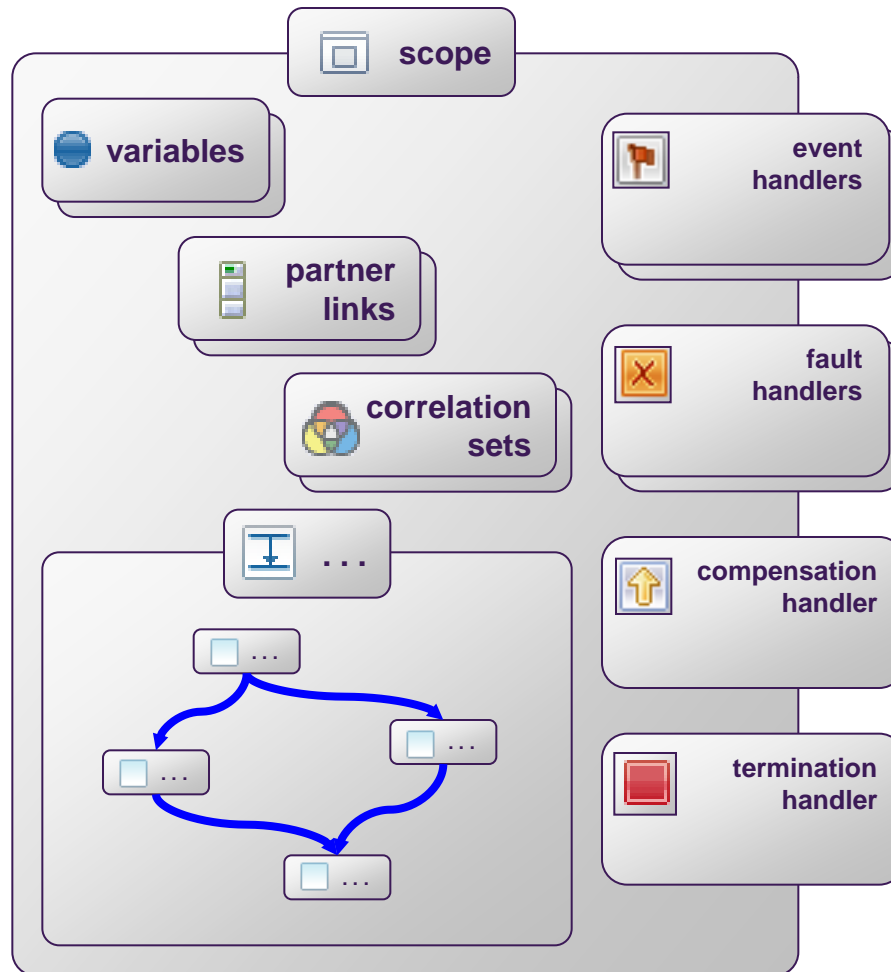 scope
variables
partner
links
correlation
sets
. . .
...
...
...
...
event
handlers
fault
handlers
compensation
handler
termination
handler